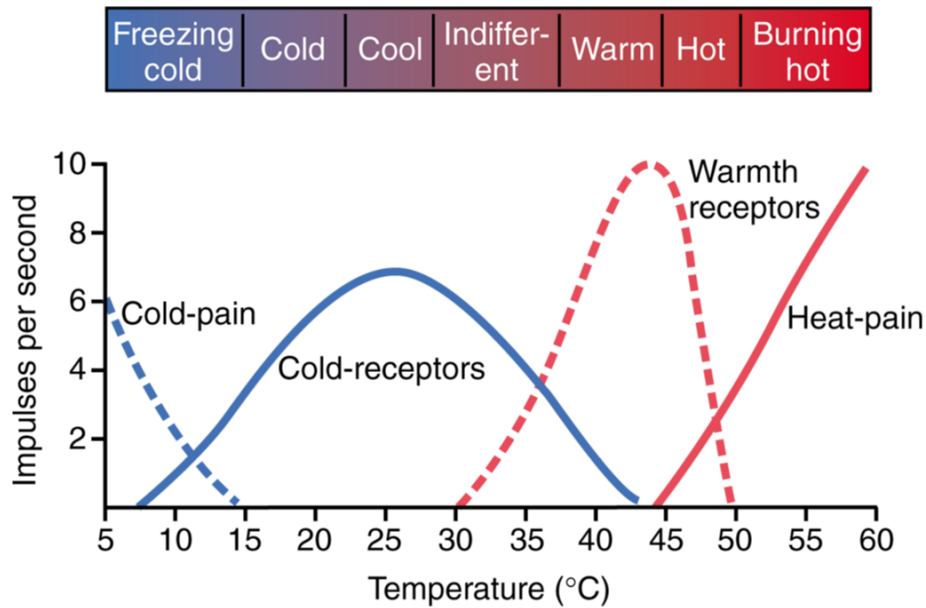 Freezing cold
Cold
Cool
Indiffer-
ent
Warm
Hot
Burning
hot
10
8
6
4
2
Impulses per second
Cold-pain
Cold-receptors
Warmth
receptors
Heat-pain
5 10 15 20 25 30 35 40 45 50 55 60
Temperature (°C)